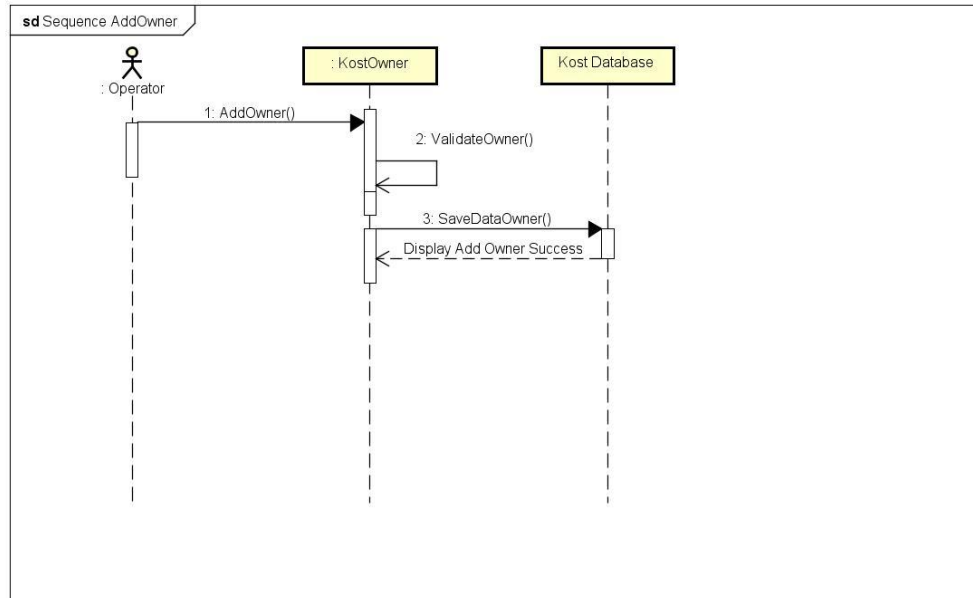 sd Sequence AddOwner
: Operator
: KostOwner
Kost Database
1: AddOwner()
2: ValidateOwner()
3: SaveDataOwner()
Display Add Owner Success